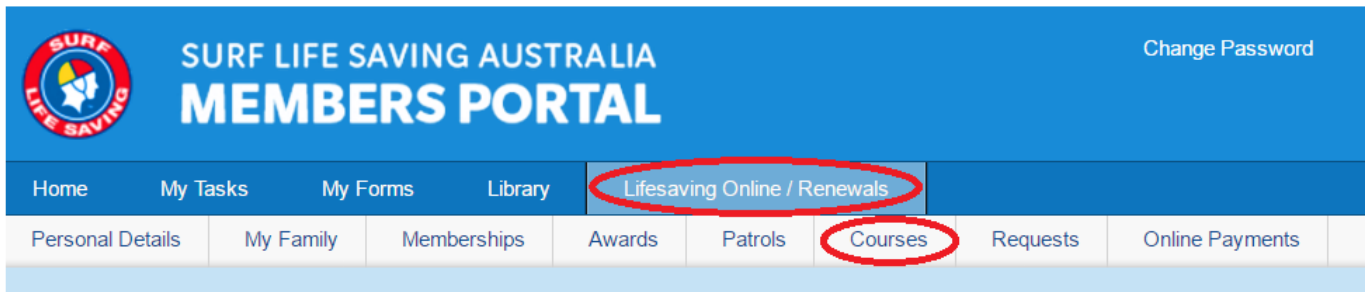 SURF
LIFE SAVING
SURF LIFE SAVING AUSTRALIA
MEMBERS PORTAL
Change Password
Home My Tasks My Forms Library Lifesaving Online / Renewals
Personal Details My Family Memberships Awards Patrols Courses Requests Online Payments